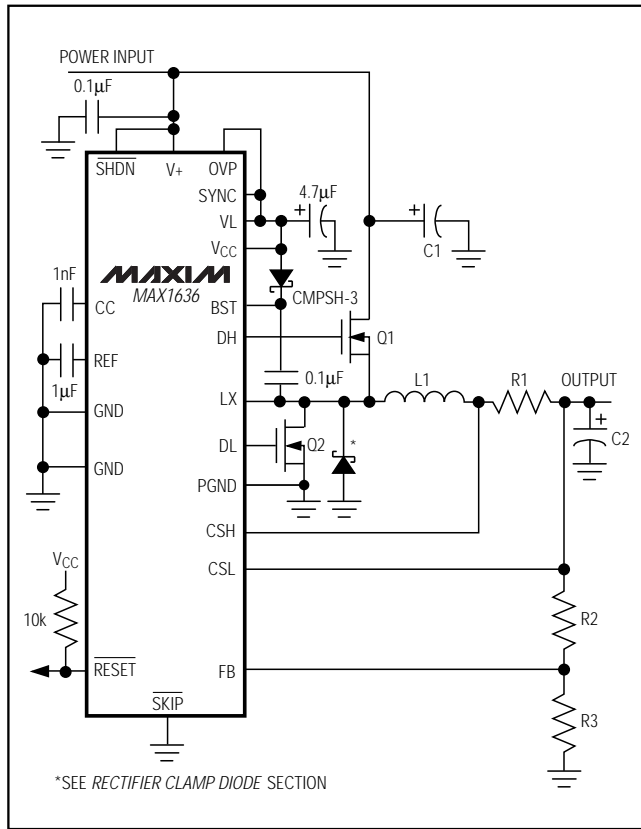 POWER INPUT
0.1µF
SHDN
V+
OVP
SYNC
VL
4.7µF
+
+
C1
VCC
1nF
MAXIM
MAX1636
CMPSH-3
CC
BST
DH
Q1
REF
1µF
0.1µF
LX
L1
R1
OUTPUT
+
C2
GND
DL
Q2
*
GND
PGND
CSH
VCC
CSL
10k
R2
RESET
FB
SKIP
R3
*SEE RECTIFIER CLAMP DIODE SECTION